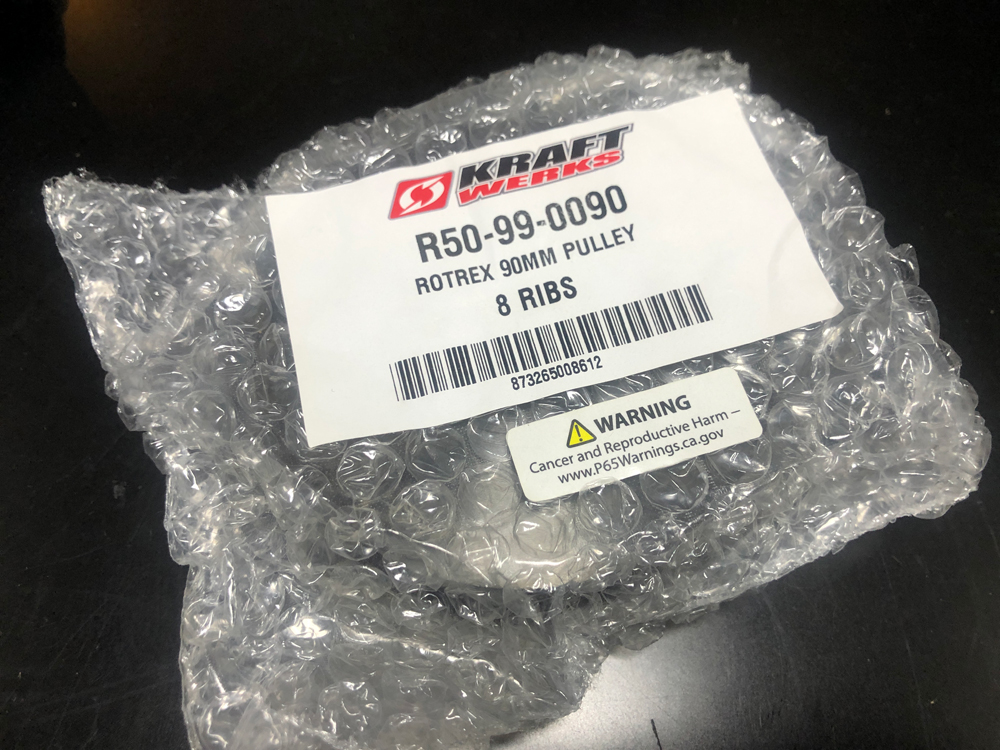 KRAFT
WERKS
R50-99-0090
ROTREX 90MM PULLEY
8 RIBS
873265008612
WARNING
Cancer and Reproductive Harm –
www.P65Warnings.ca.gov